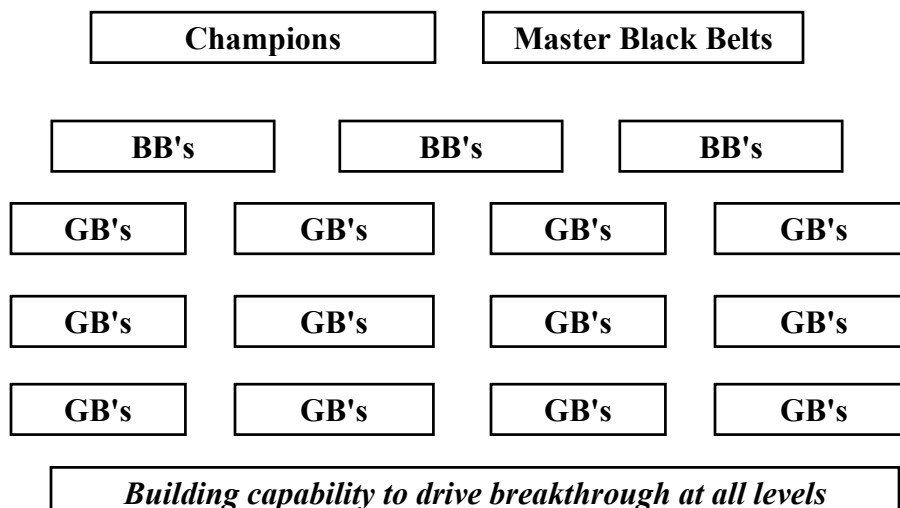 Champions Master Black Belts
BB's BB's BB's
GB's GB's GB's GB's
GB's GB's GB's GB's
GB's GB's GB's GB's
Building capability to drive breakthrough at all levels